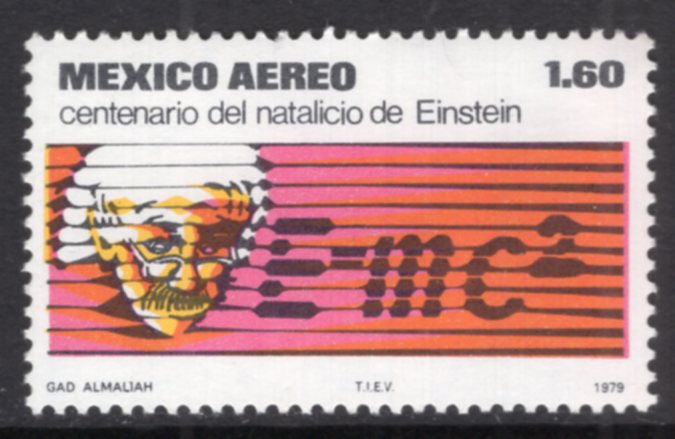 MEXICO AEREO 1.60
centenario del natalicio de Einstein
E=mc²
GAD ALMALIAH T.I.E.V. 1979